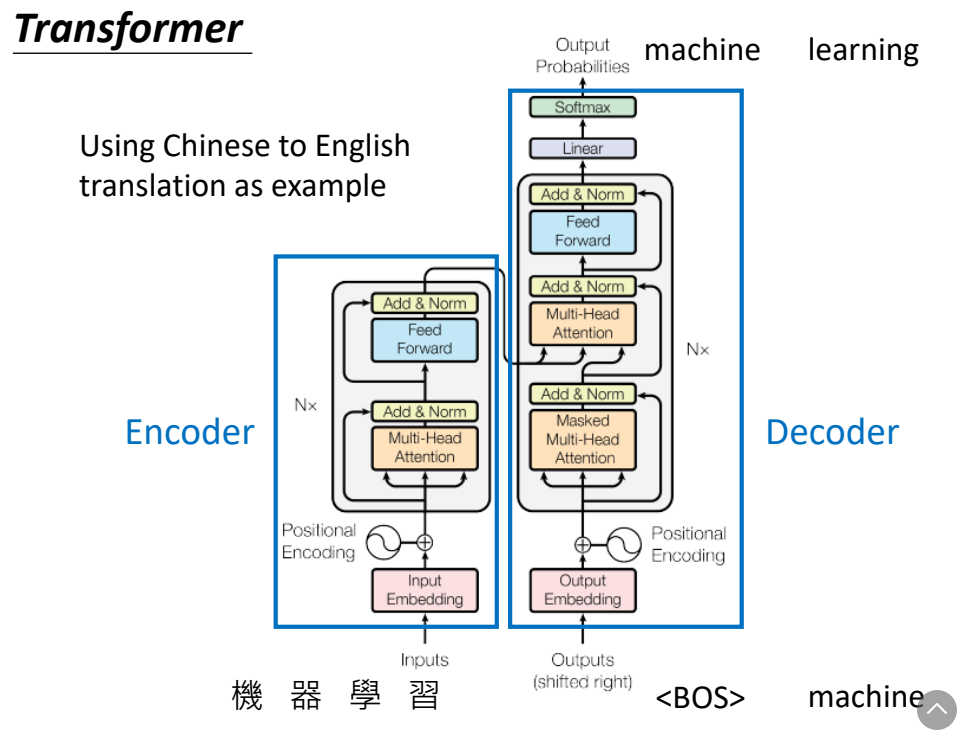 Transformer
Output
Probabilities
machine learning
Softmax
Linear
Using Chinese to English
translation as example
Add & Norm
Feed
Forward
Add & Norm
Multi-Head
Attention
Nx
Add & Norm
Masked
Multi-Head
Attention
Decoder
Add & Norm
Feed
Forward
Nx
Add & Norm
Multi-Head
Attention
Encoder
Positional
Encoding
Positional
Encoding
Input
Embedding
Output
Embedding
Inputs
Outputs
(shifted right)
機 器 學 習
<BOS> machine